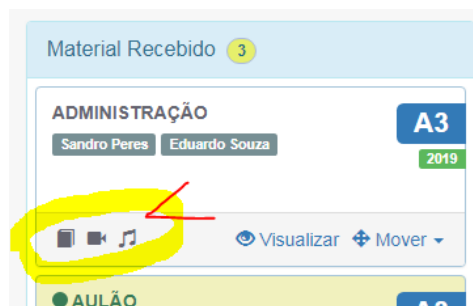 Material Recebido 3
ADMINISTRAÇÃO
A3
Sandro Peres Eduardo Souza
2019
Visualizar Mover
AULÃO